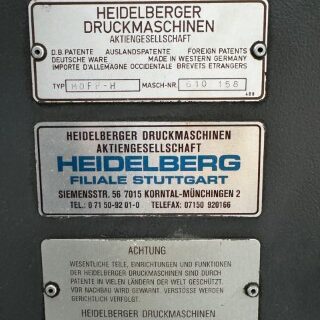 HEIDELBERGER
DRUCKMASCHINEN
AKTIENGESELLSCHAFT
D.B. PATENTE AUSLANDSPATENTE FOREIGN PATENTS
DEUTSCHE WARE MADE IN WESTERN GERMANY
IMPORTE D'ALLEMAGNE OCCIDENTALE BREVETS ETRANGERS
TYP MOFP-H MASCH-NR. 610 158
HEIDELBERGER DRUCKMASCHINEN
AKTIENGESELLSCHAFT
HEIDELBERG
FILIALE STUTTGART
SIEMENSSTR. 56 7015 KORNTAL-MÜNCHINGEN 2
TEL.: 0 71 50-92 01-0 TELEFAX: 07150 920166
ACHTUNG
WESENTLICHE TEILE, EINRICHTUNGEN UND FUNKTIONEN
DER HEIDELBERGER DRUCKMASCHINEN SIND DURCH
PATENTE IN VIELEN LÄNDERN DER WELT GESCHÜTZT.
VOR NACHBAU WIRD GEWARNT. VERSTÖSSE WERDEN
GERICHTLICH VERFOLGT.
HEIDELBERGER DRUCKMASCHINEN